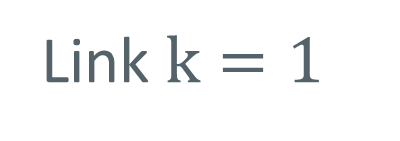 Link k = 1